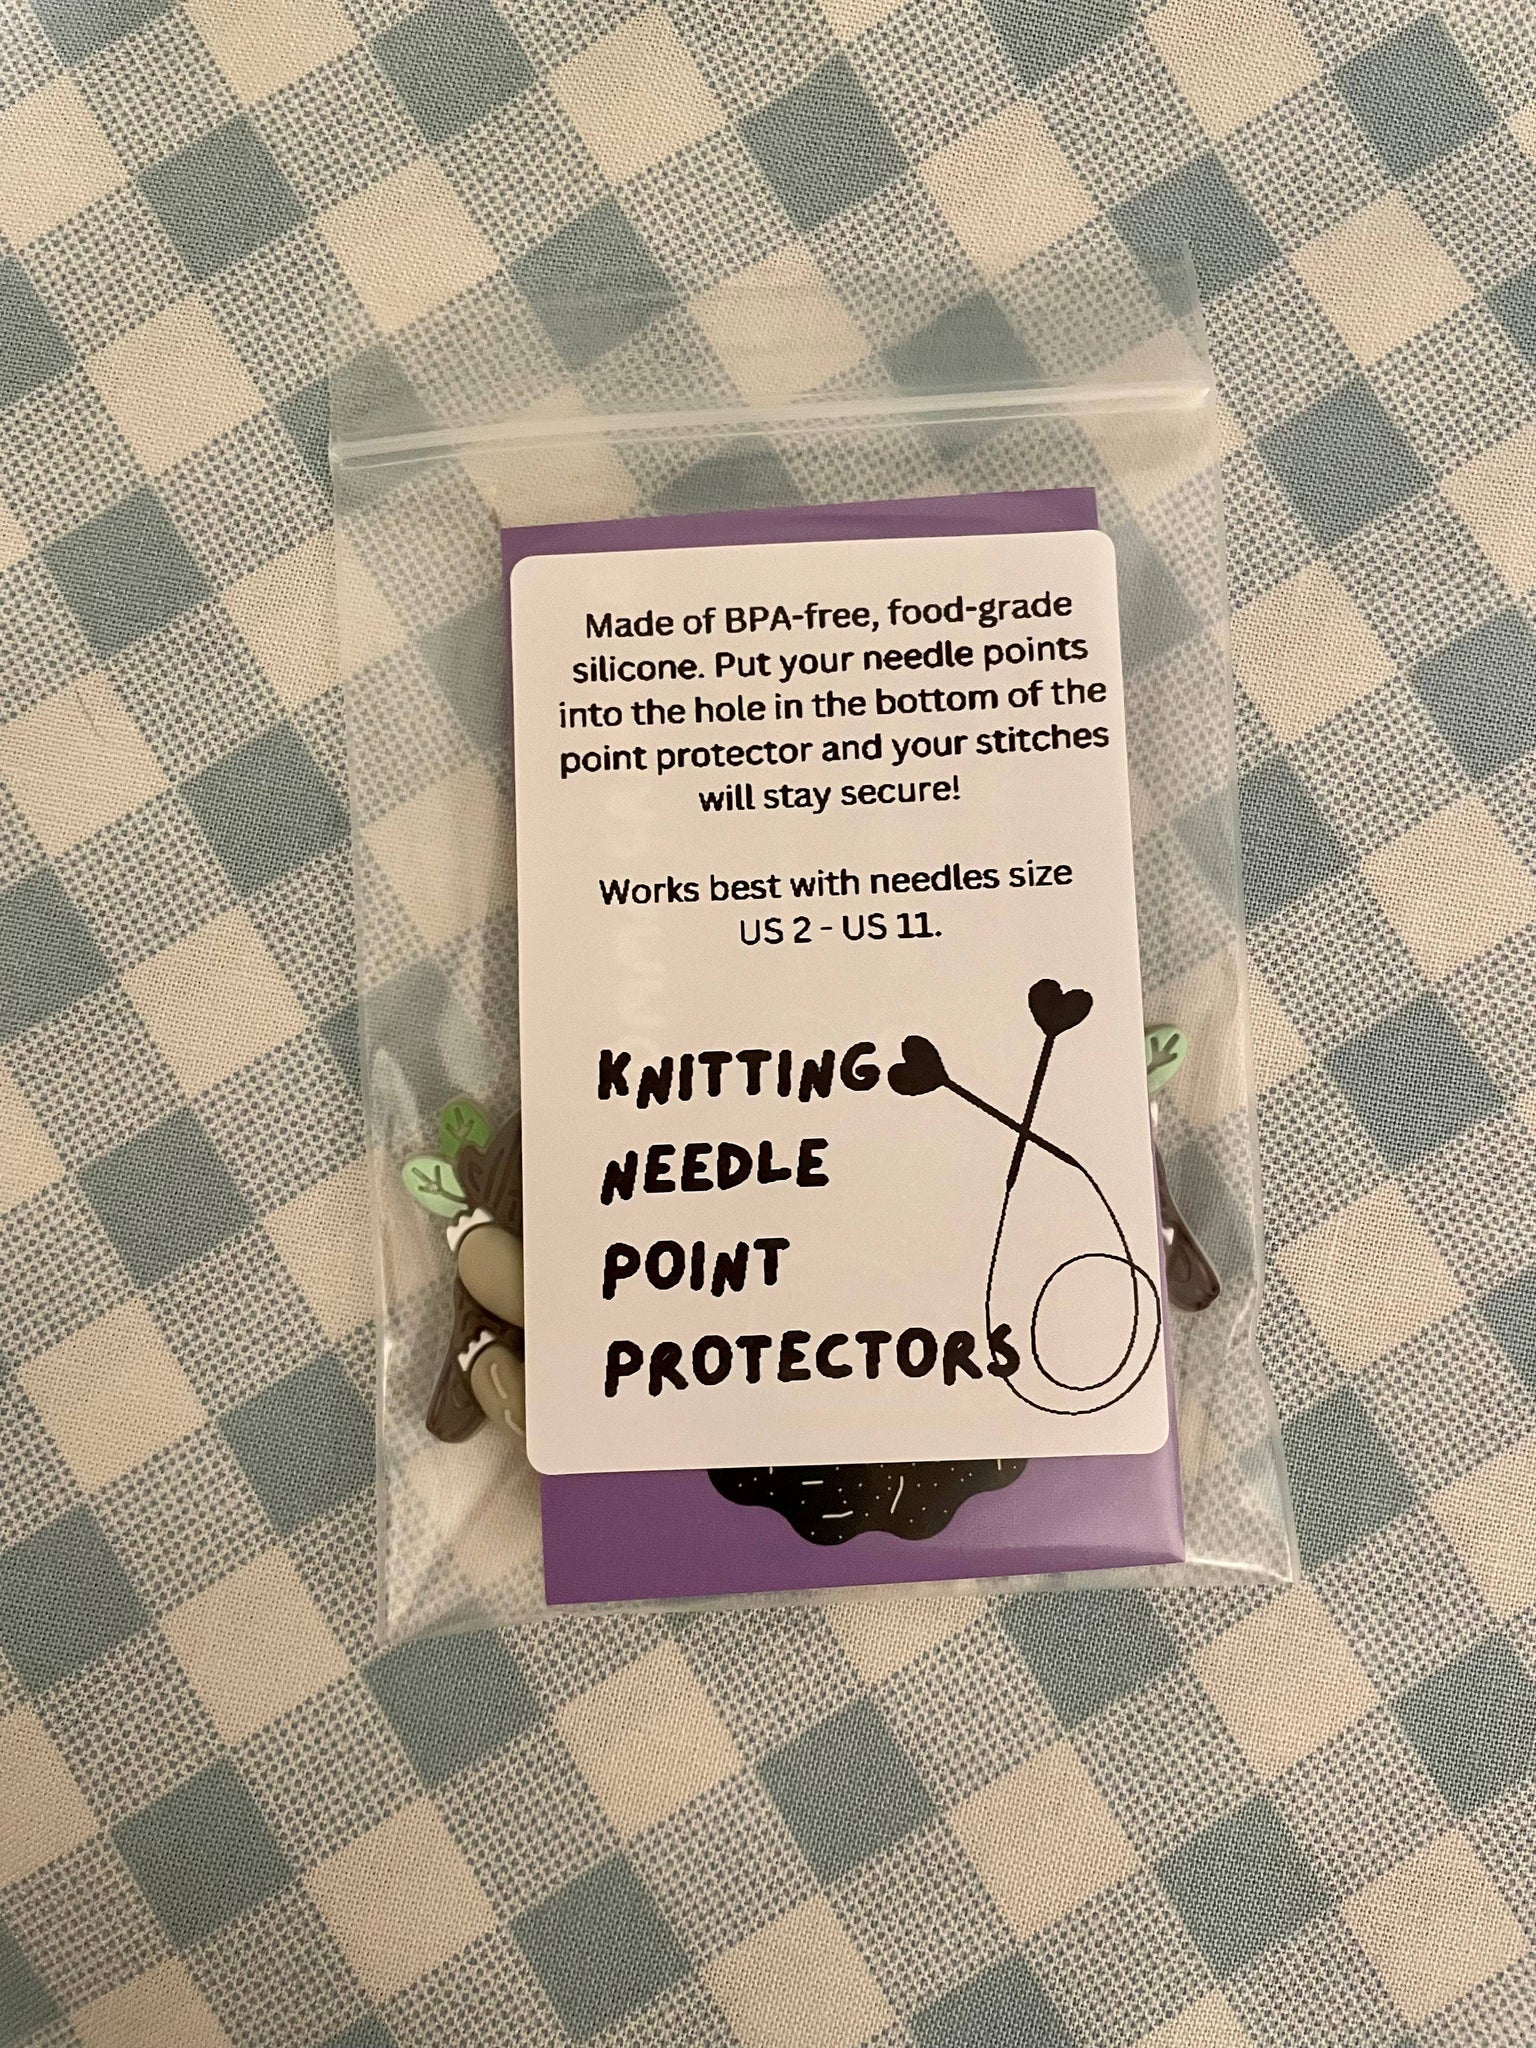 Made of BPA-free, food-grade
silicone. Put your needle points
into the hole in the bottom of the
point protector and your stitches
will stay secure!
Works best with needles size
US 2 - US 11.
KNITTING
NEEDLE
POINT
PROTECTORS